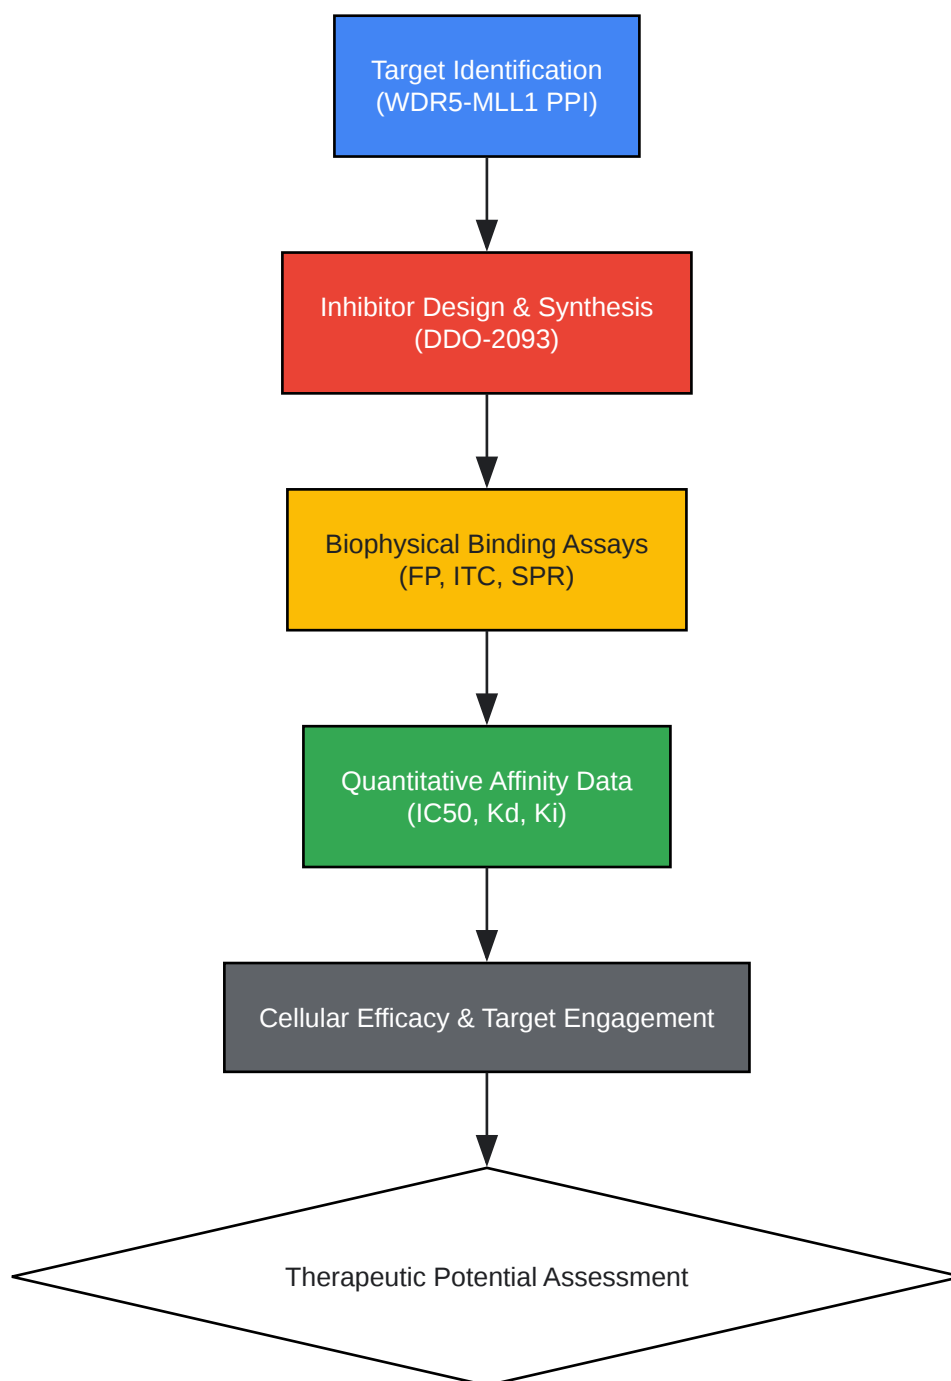 Target Identification
(WDR5-MLL1 PPI)
Inhibitor Design & Synthesis
(DDO-2093)
Biophysical Binding Assays
(FP, ITC, SPR)
Quantitative Affinity Data
(IC50, Kd, Ki)
Cellular Efficacy & Target Engagement
Therapeutic Potential Assessment